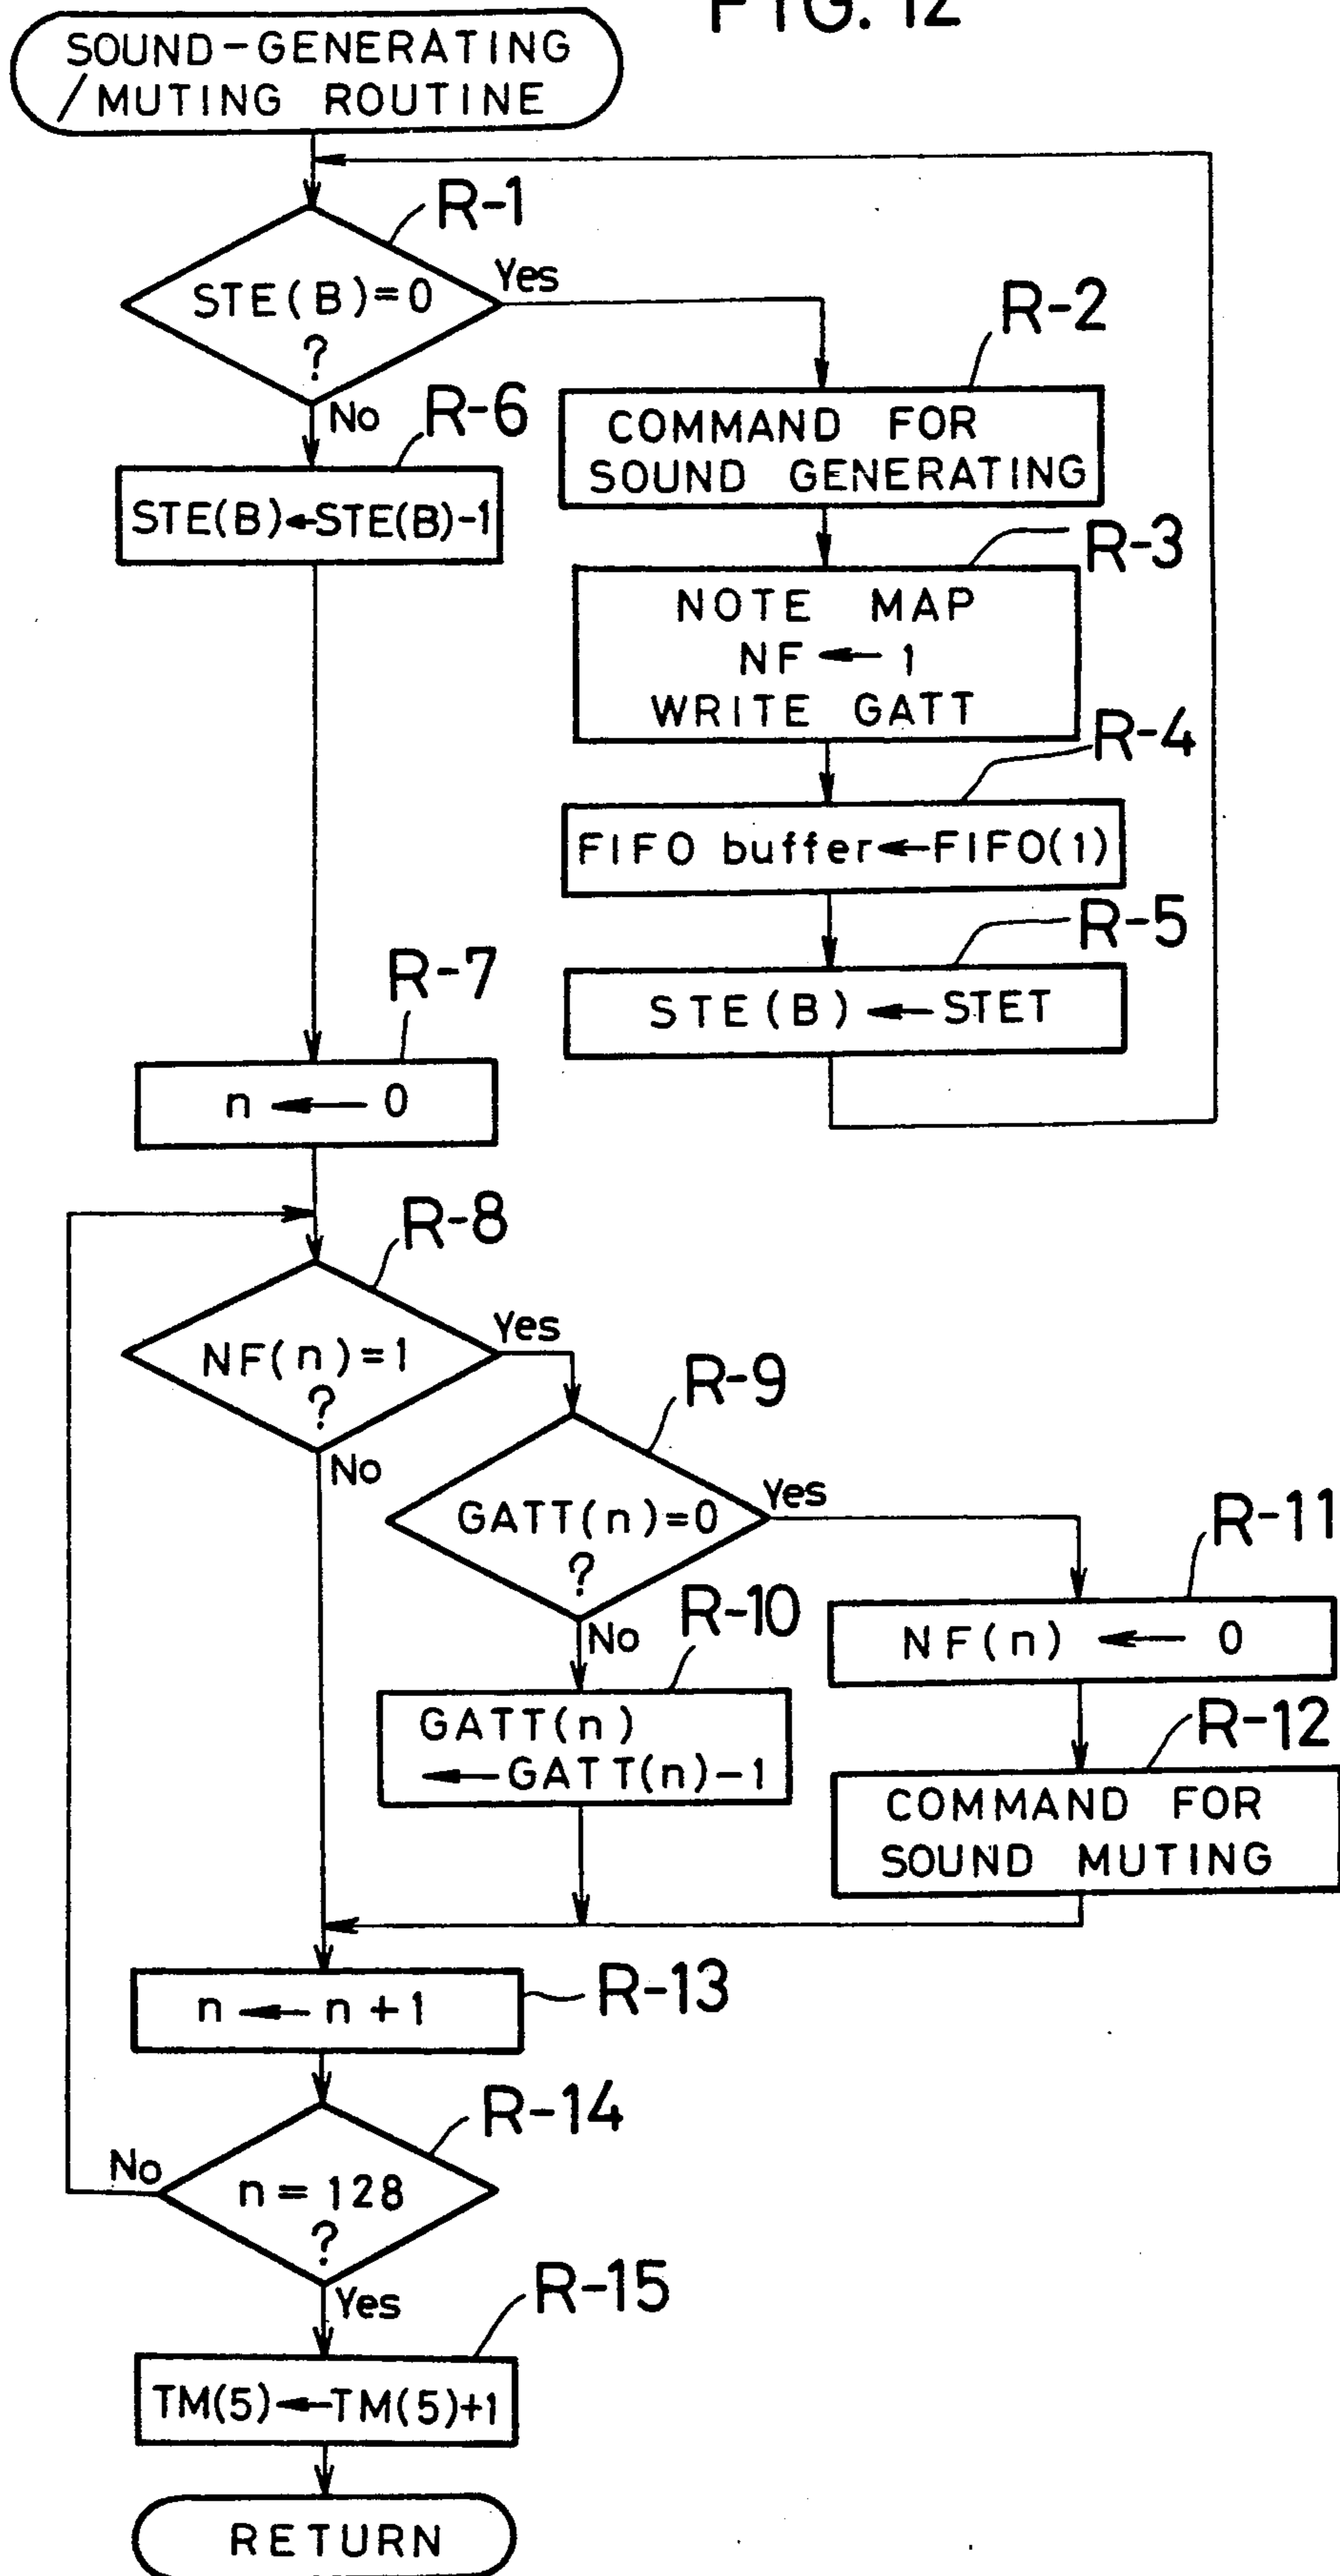 FIG. 12
SOUND-GENERATING
/MUTING ROUTINE
R-1
STE(B)=0
?
Yes
No
R-2
COMMAND FOR
SOUND GENERATING
R-6
STE(B)←STE(B)-1
R-3
NOTE MAP
NF ← 1
WRITE GATT
R-4
FIFO buffer←FIFO(1)
R-5
STE(B) ← STET
R-7
n ← 0
R-8
NF(n)=1
?
Yes
No
R-9
GATT(n)=0
?
Yes
No
R-10
GATT(n)
←GATT(n)-1
R-11
NF(n) ← 0
R-12
COMMAND FOR
SOUND MUTING
R-13
n ← n+1
R-14
n = 128
?
No
Yes
R-15
TM(5)←TM(5)+1
RETURN